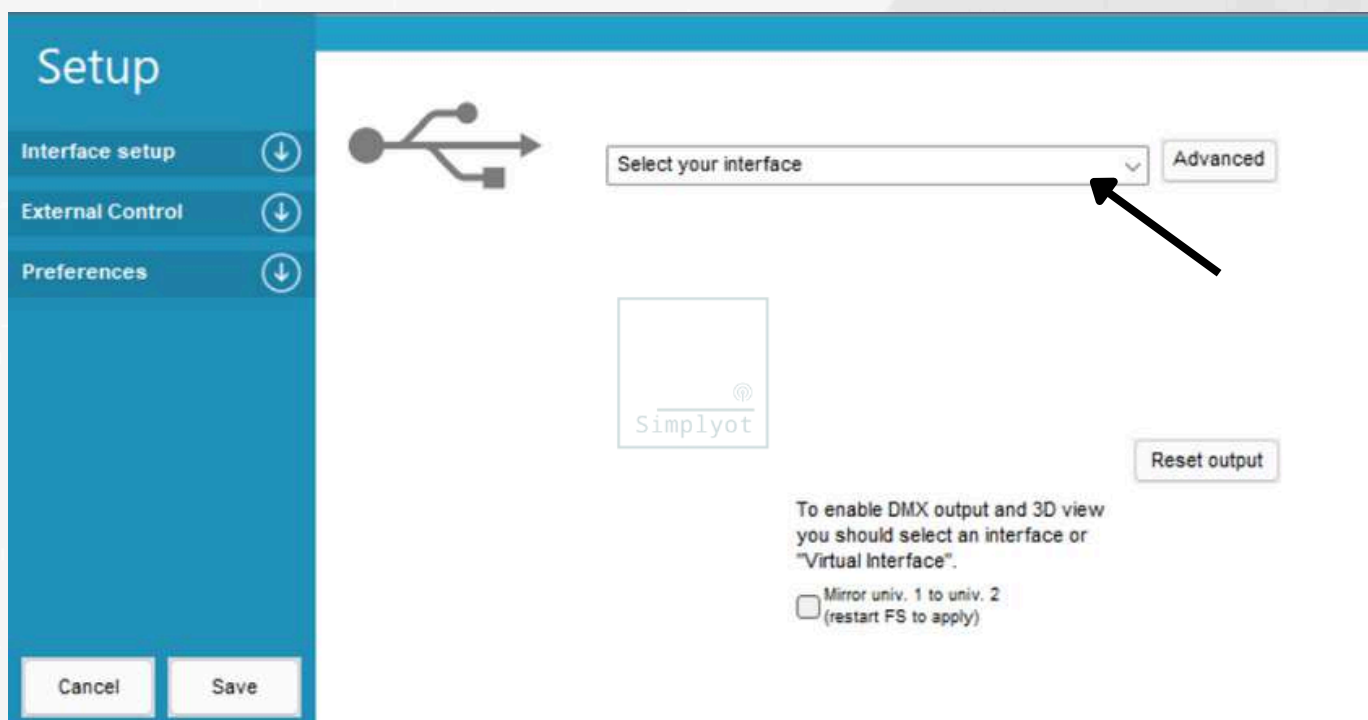 Setup
Interface setup
External Control
Preferences
Select your interface
Advanced
Simplyot
Reset output
To enable DMX output and 3D view
you should select an interface or
"Virtual Interface".
Mirror univ. 1 to univ. 2
(restart FS to apply)
Cancel
Save